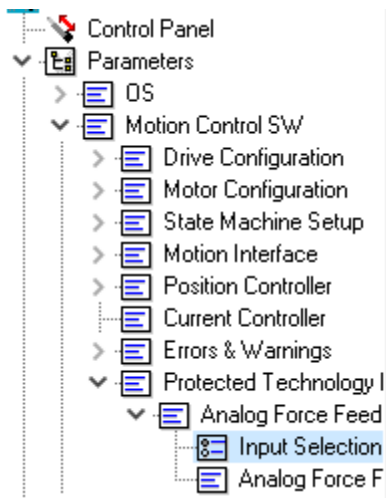 Control Panel
Parameters
OS
Motion Control SW
Drive Configuration
Motor Configuration
State Machine Setup
Motion Interface
Position Controller
Current Controller
Errors & Warnings
Protected Technology
Analog Force Feed
Input Selection
Analog Force F